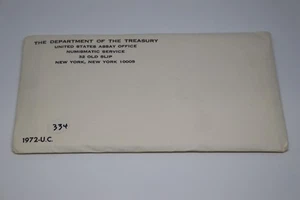 THE DEPARTMENT OF THE TREASURY
UNITED STATES ASSAY OFFICE
NUMISMATIC SERVICE
32 OLD SLIP
NEW YORK, NEW YORK 10005
334
1972-U.C.